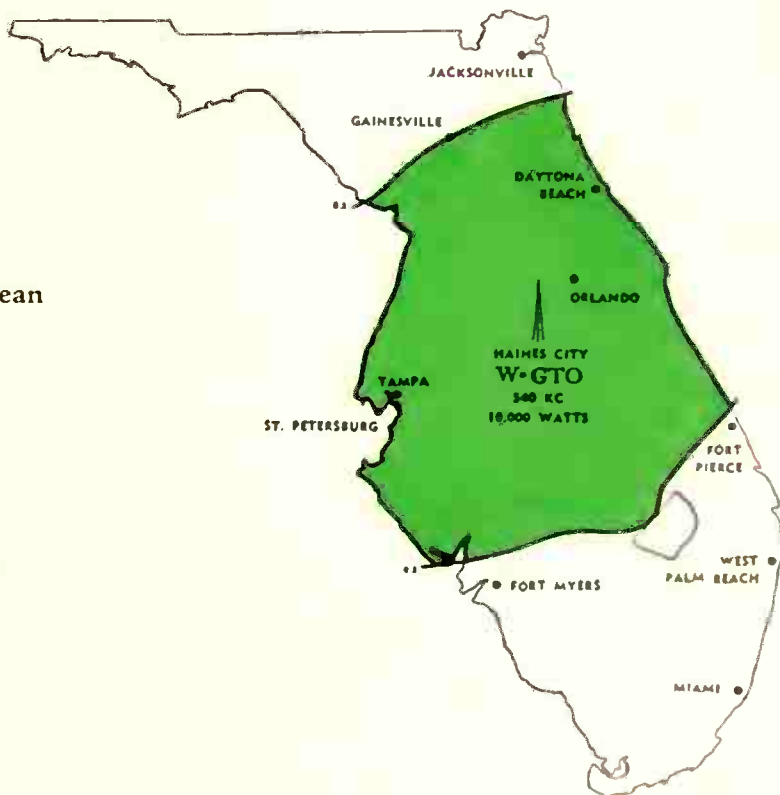 JACKSONVILLE
GAINESVILLE
DAYTONA
BEACH
ean
ORLANDO
HAINES CITY
W-GTO
540 KC
10,000 WATTS
TAMPA
ST. PETERSBURG
FORT
PIERCE
WEST
PALM BEACH
FORT MYERS
MIAMI